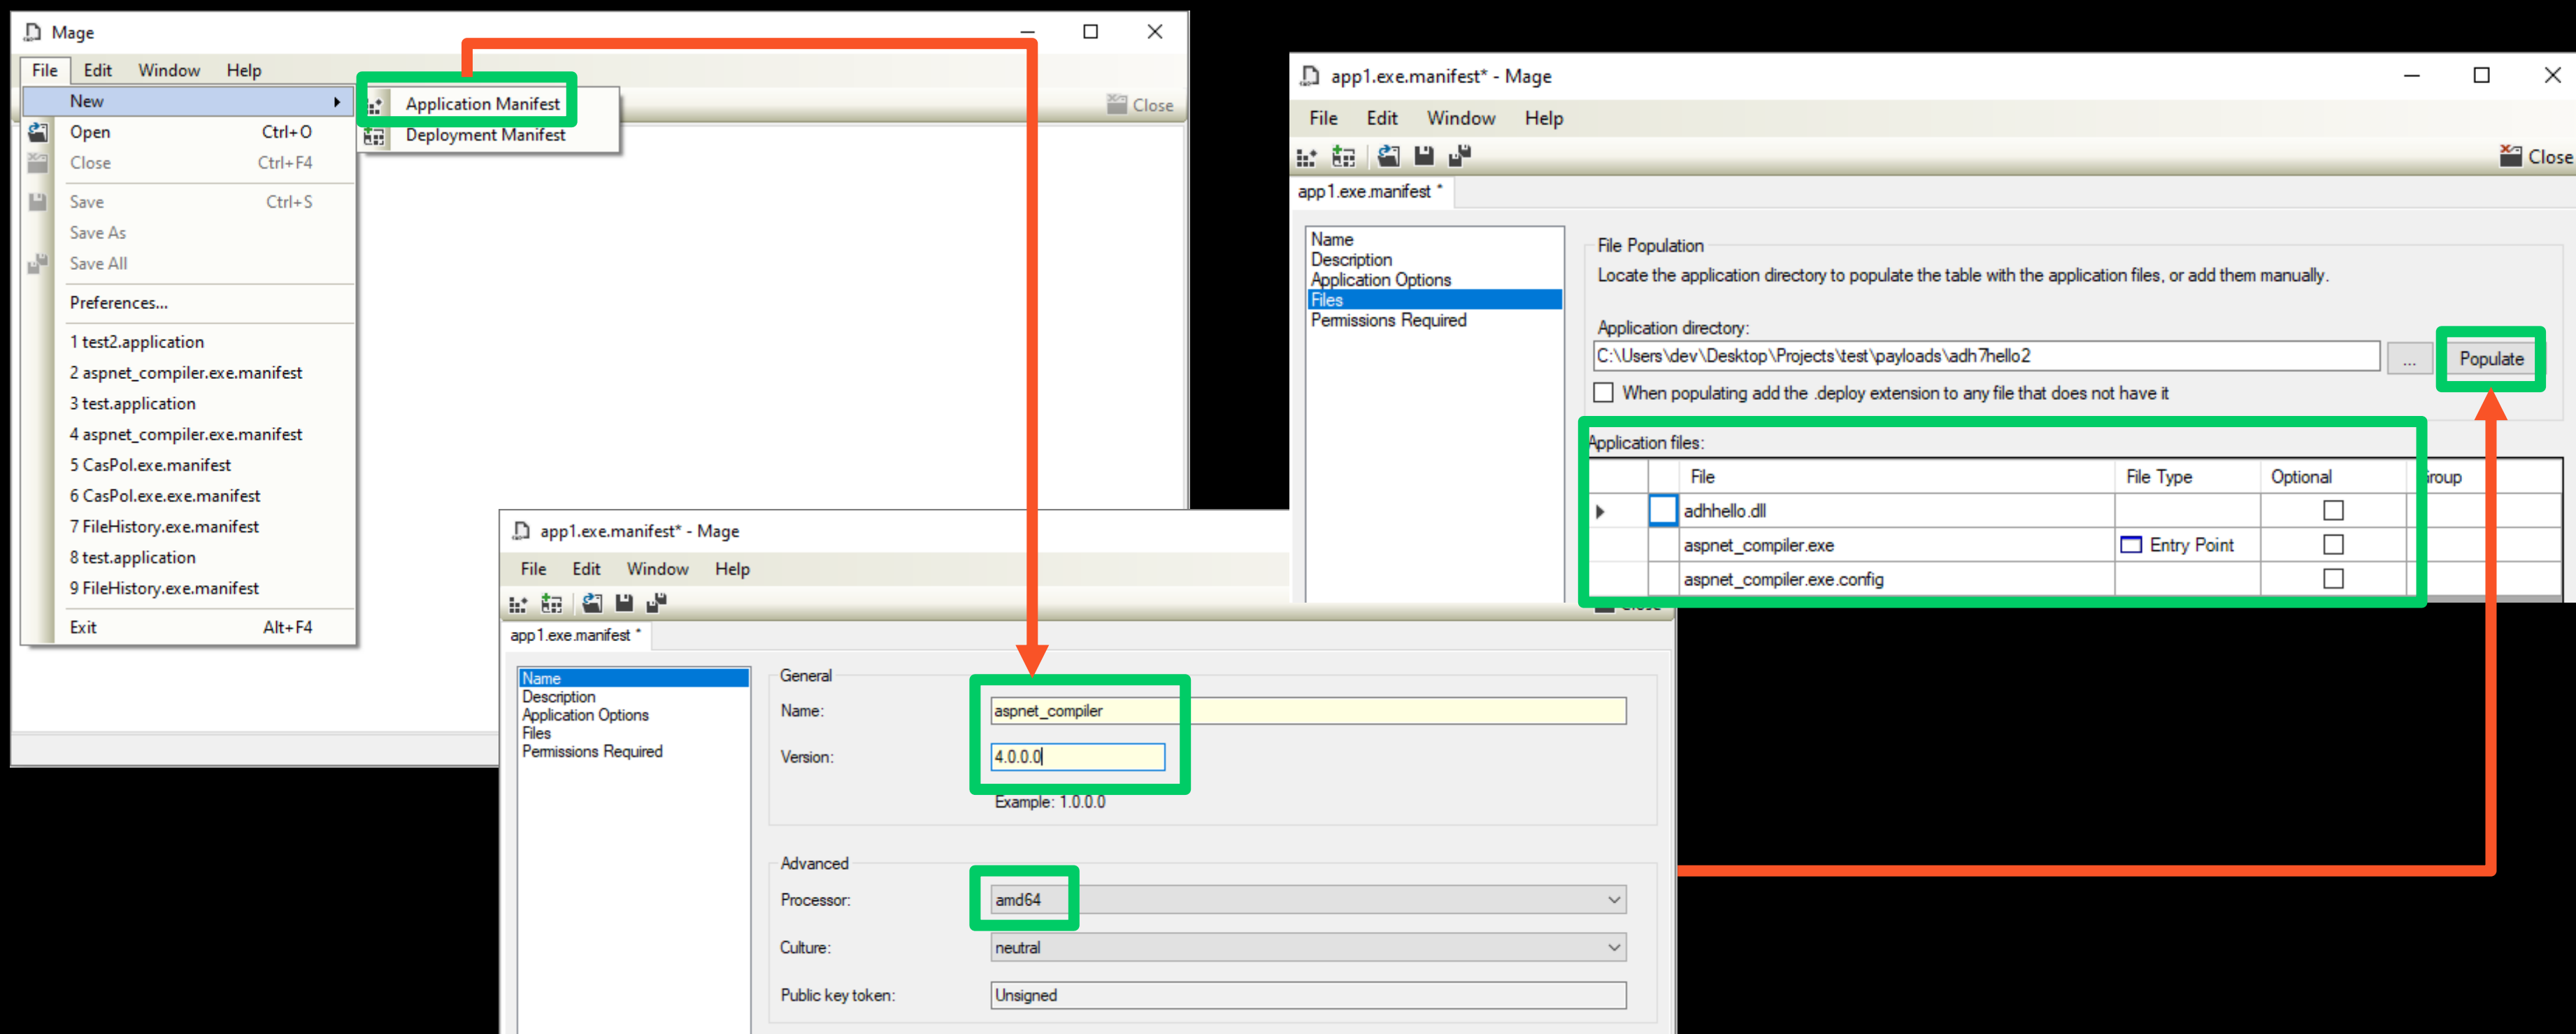 Mage
File Edit Window Help
New
Application Manifest
Close
Open Ctrl+O
Deployment Manifest
Close Ctrl+F4
Save Ctrl+S
Save As
Save All
Preferences...
1 test2.application
2 aspnet_compiler.exe.manifest
3 test.application
4 aspnet_compiler.exe.manifest
5 CasPol.exe.manifest
6 CasPol.exe.exe.manifest
7 FileHistory.exe.manifest
8 test.application
9 FileHistory.exe.manifest
Exit Alt+F4
app1.exe.manifest* - Mage
File Edit Window Help
app1.exe.manifest *
Name
Description
Application Options
Files
Permissions Required
General
Name: aspnet_compiler
Version: 4.0.0.0
Example: 1.0.0.0
Advanced
Processor: amd64
Culture: neutral
Public key token: Unsigned
app1.exe.manifest* - Mage
File Edit Window Help
Close
app1.exe.manifest *
Name
Description
Application Options
Files
Permissions Required
File Population
Locate the application directory to populate the table with the application files, or add them manually.
Application directory:
C:\Users\dev\Desktop\Projects\test\payloads\adh7hello2
...
Populate
When populating add the .deploy extension to any file that does not have it
Application files:
File File Type Optional roup
adhhello.dll
aspnet_compiler.exe Entry Point
aspnet_compiler.exe.config